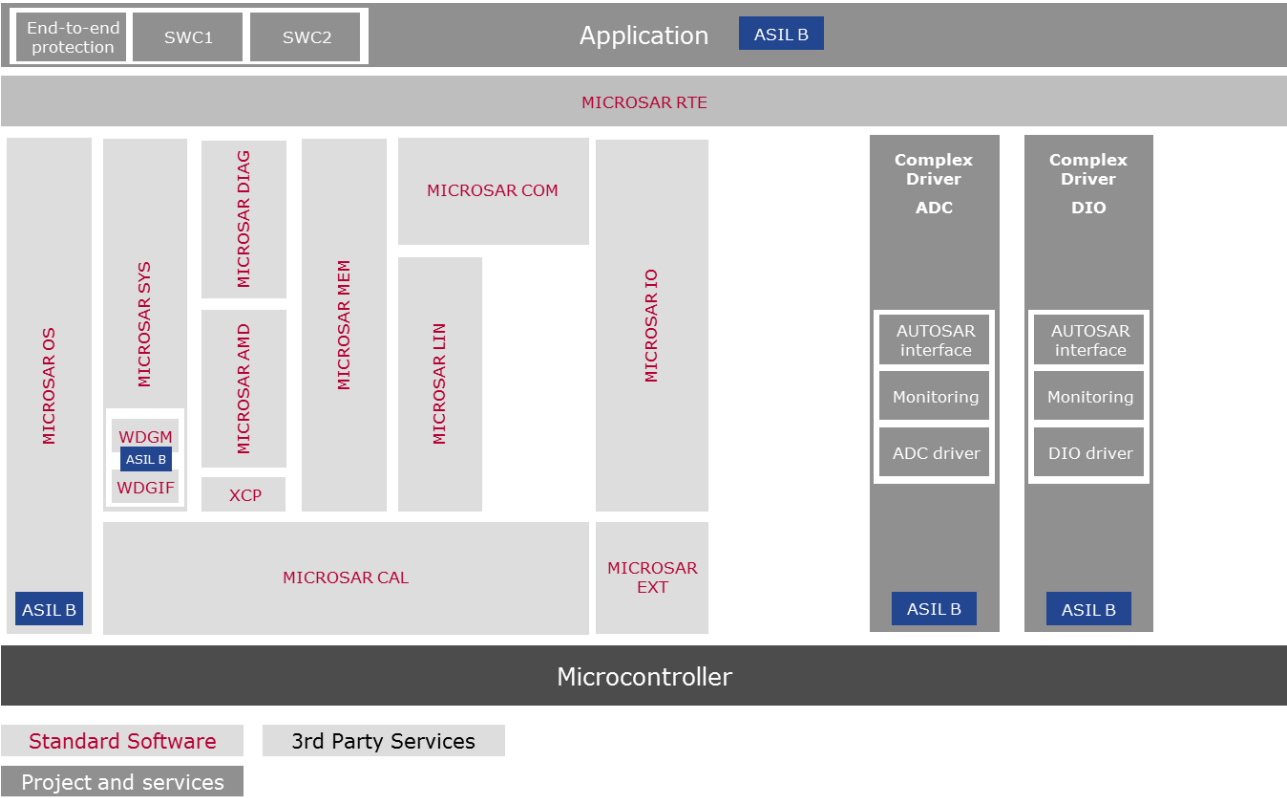 End-to-end
protection
SWC1
SWC2
Application
ASIL B
MICROSAR RTE
MICROSAR OS
ASIL B
MICROSAR SYS
WDGM
ASIL B
WDGIF
MICROSAR DIAG
MICROSAR AMD
XCP
MICROSAR MEM
MICROSAR COM
MICROSAR LIN
MICROSAR IO
MICROSAR CAL
MICROSAR
EXT
Complex
Driver
ADC
AUTOSAR
interface
Monitoring
ADC driver
ASIL B
Complex
Driver
DIO
AUTOSAR
interface
Monitoring
DIO driver
ASIL B
Microcontroller
Standard Software
3rd Party Services
Project and services